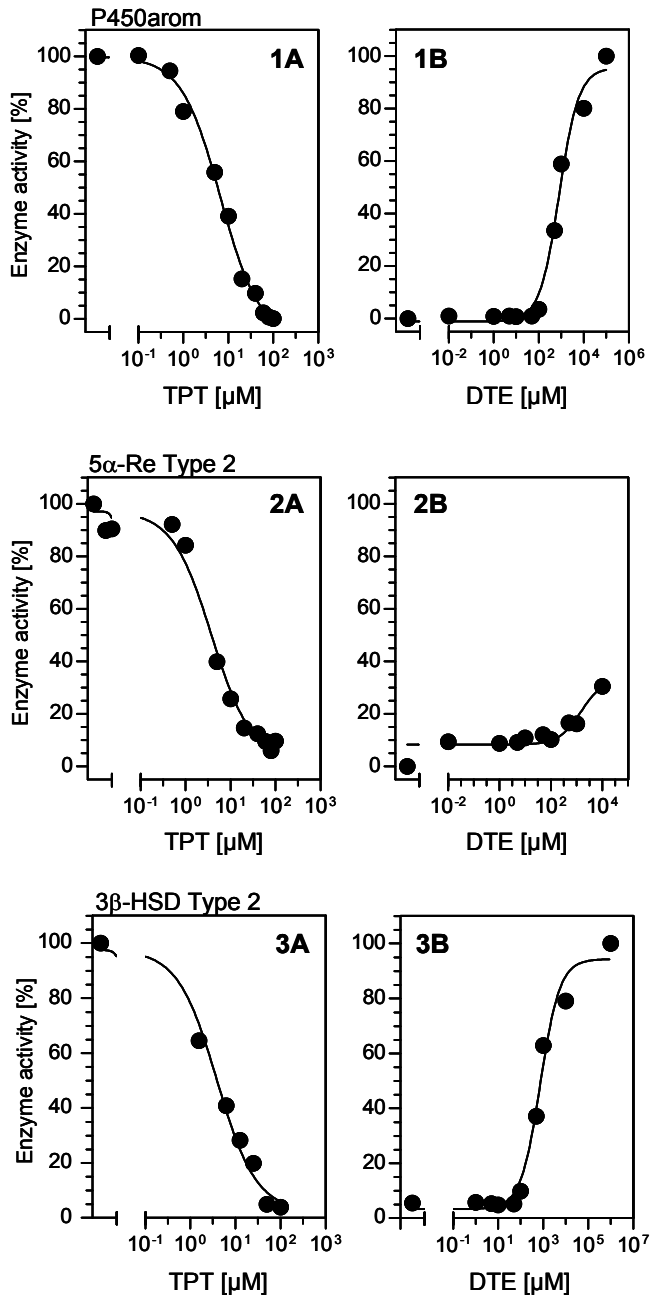 P450arom
1A
1B
Enzyme activity [%]
100
80
60
40
20
0
100
80
60
40
20
0
10-1 100 101 102 103
10-2 100 102 104 106
TPT [µM]
DTE [µM]
5α-Re Type 2
2A
2B
Enzyme activity [%]
100
80
60
40
20
0
100
80
60
40
20
0
10-1 100 101 102 103
10-2 100 102 104
TPT [µM]
DTE [µM]
3β-HSD Type 2
3A
3B
Enzyme activity [%]
100
80
60
40
20
0
100
80
60
40
20
0
10-1 100 101 102 103
10-1 101 103 105 107
TPT [µM]
DTE [µM]